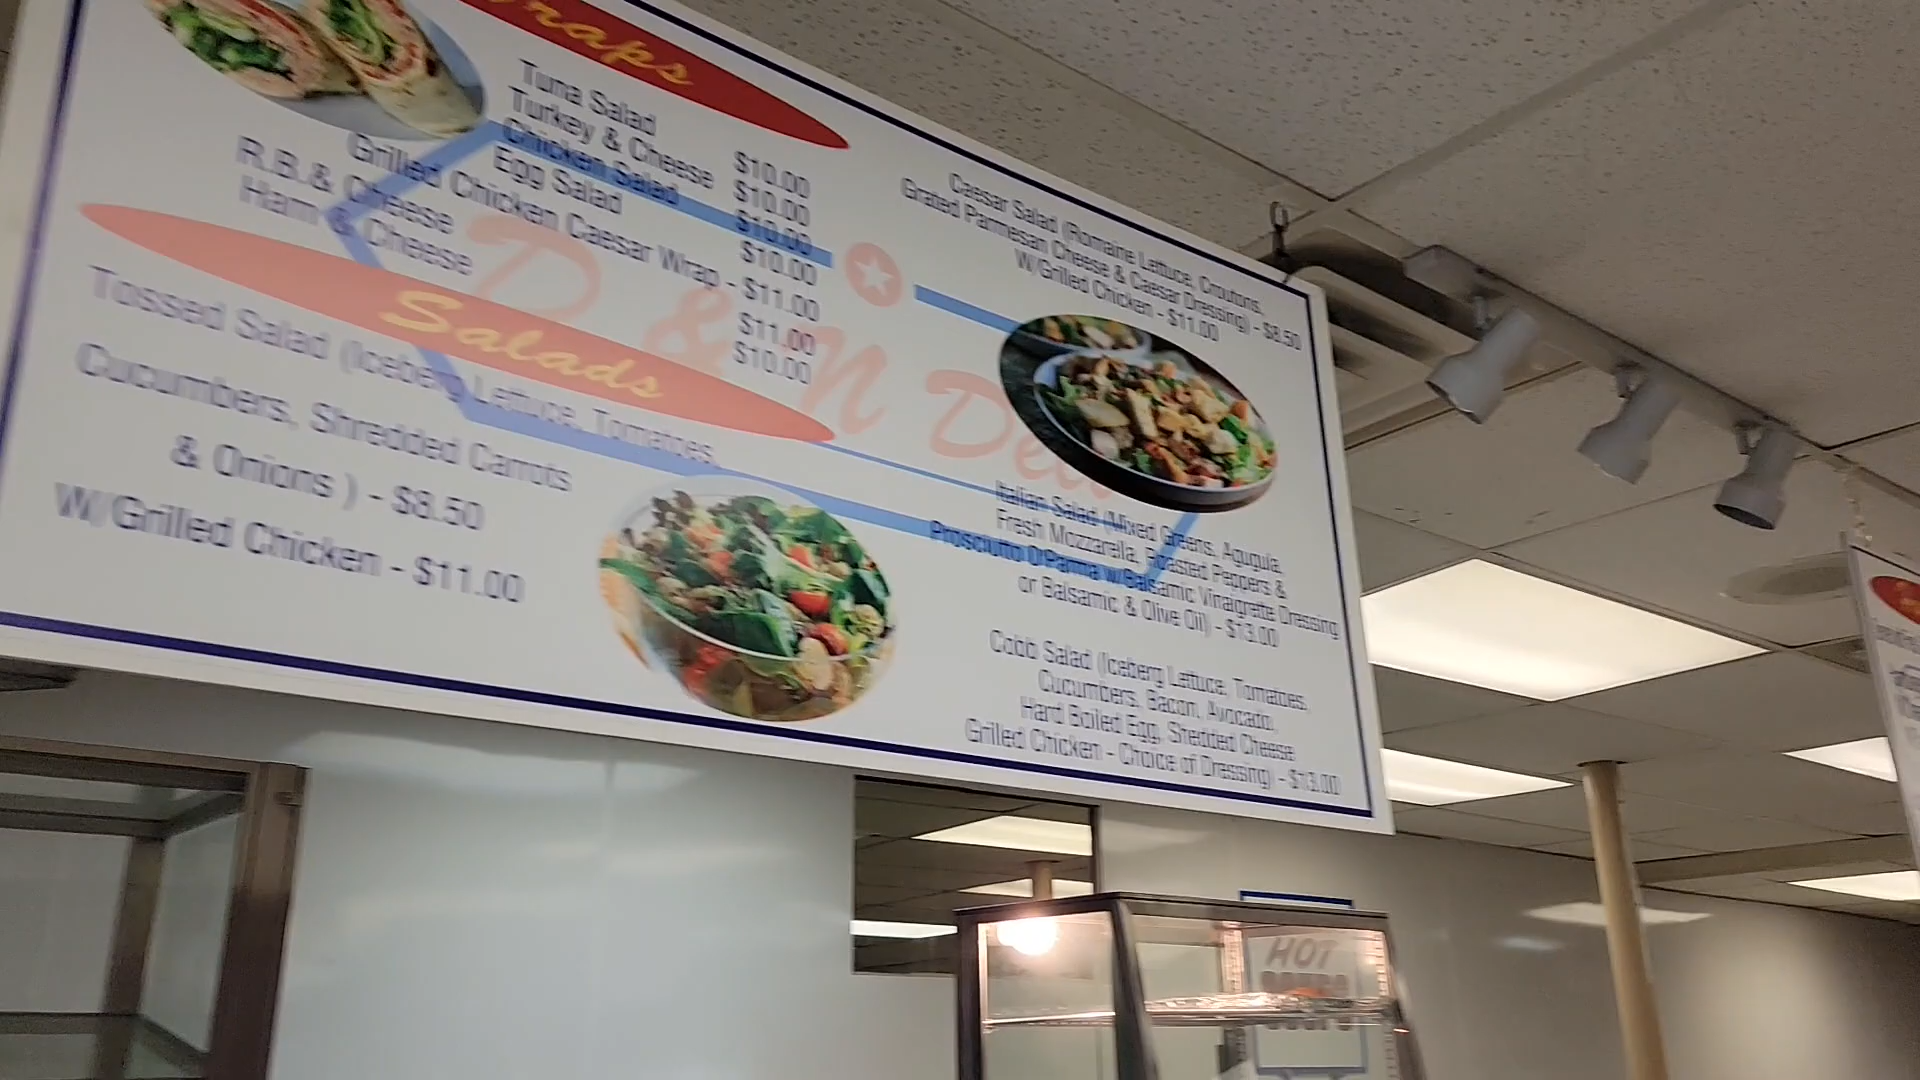 Wraps
Tuna Salad $10.00
Turkey & Cheese $10.00
Chicken Salad $10.00
Egg Salad $10.00
Grilled Chicken Caesar Wrap - $11.00
R.B. & Cheese $11.00
Ham & Cheese $10.00
D & N Deli
Salads
Tossed Salad (Iceberg Lettuce, Tomatoes,
Cucumbers, Shredded Carrots
& Onions ) - $8.50
W/Grilled Chicken - $11.00
Caesar Salad (Romaine Lettuce, Croutons,
Grated Parmesan Cheese & Caesar Dressing) - $8.50
W/Grilled Chicken - $11.00
Italian Salad (Mixed Greens, Agugula,
Fresh Mozzarella, Roasted Peppers &
Prosciutto D'Parma w/Balsamic Vinagrette Dressing
or Balsamic & Olive Oil) - $13.00
Cobb Salad (Iceberg Lettuce, Tomatoes,
Cucumbers, Bacon, Avocado,
Hard Boiled Egg, Shedded Cheese
Grilled Chicken - Choice of Dressing) - $13.00
HOT